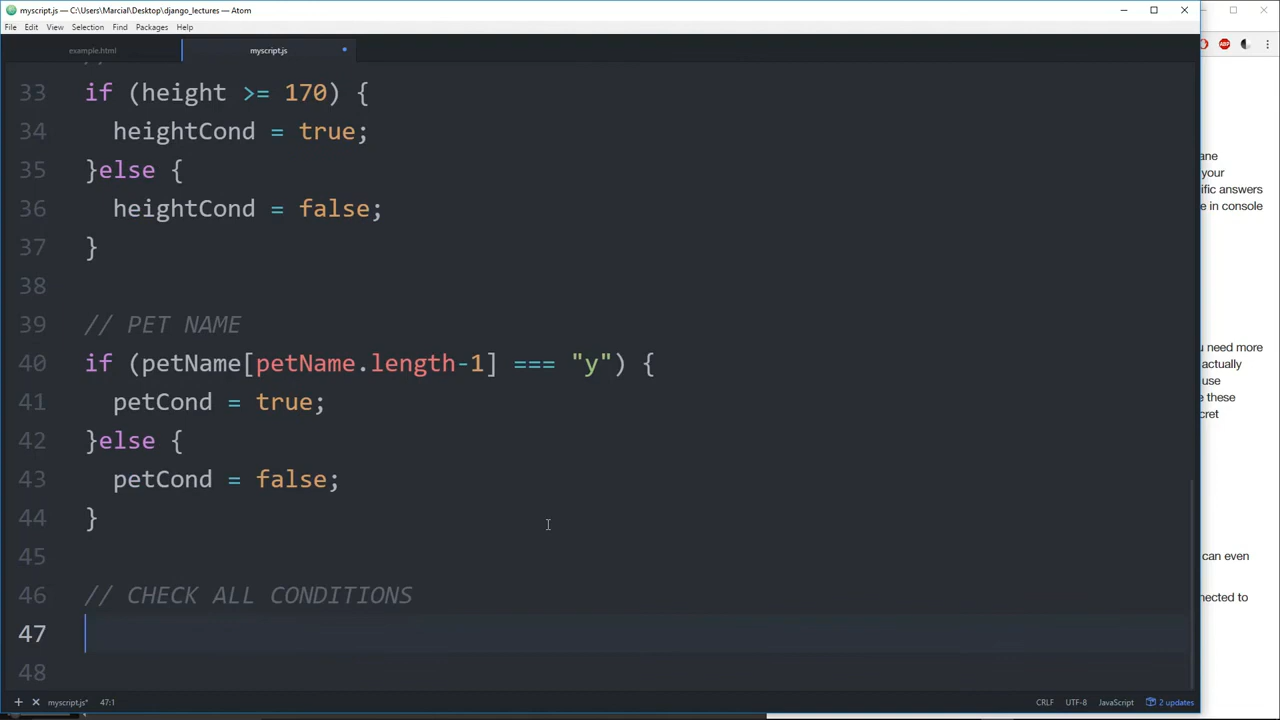 myscript.js — C:\Users\Marcial\Desktop\django_lectures — Atom
File Edit View Selection Find Packages Help
example.html myscript.js
33 if (height >= 170) {
34 heightCond = true;
35 }else {
36 heightCond = false;
37 }
38
39 // PET NAME
40 if (petName[petName.length-1] === "y") {
41 petCond = true;
42 }else {
43 petCond = false;
44 }
45
46 // CHECK ALL CONDITIONS
47
48
myscript.js* 47:1 CRLF UTF-8 JavaScript 2 updates
ABP
ane
your
ific answers
e in console
need more
actually
use
these
cret
can even
nected to